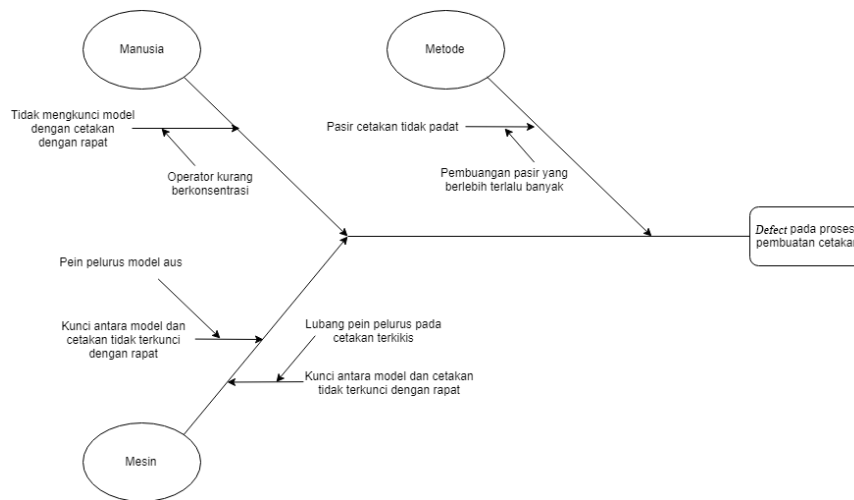 Manusia
Metode
Tidak mengkunci model
dengan cetakan
dengan rapat
Operator kurang
berkonsentrasi
Pasir cetakan tidak padat
Pembuangan pasir yang
berlebih terlalu banyak
Defect pada proses
pembuatan cetakan
Pein pelurus model aus
Kunci antara model dan
cetakan tidak terkunci
dengan rapat
Lubang pein pelurus pada
cetakan terkikis
Kunci antara model dan cetakan
tidak terkunci dengan rapat
Mesin